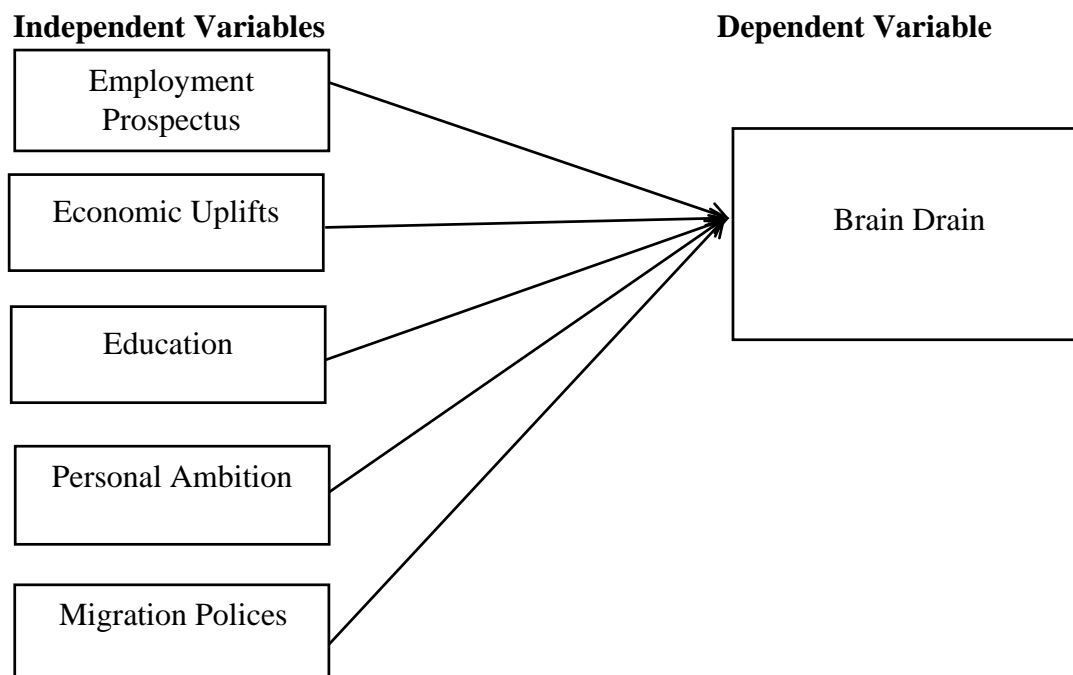 Independent Variables
Dependent Variable
Employment
Prospectus
Economic Uplifts
Education
Personal Ambition
Migration Polices
Brain Drain